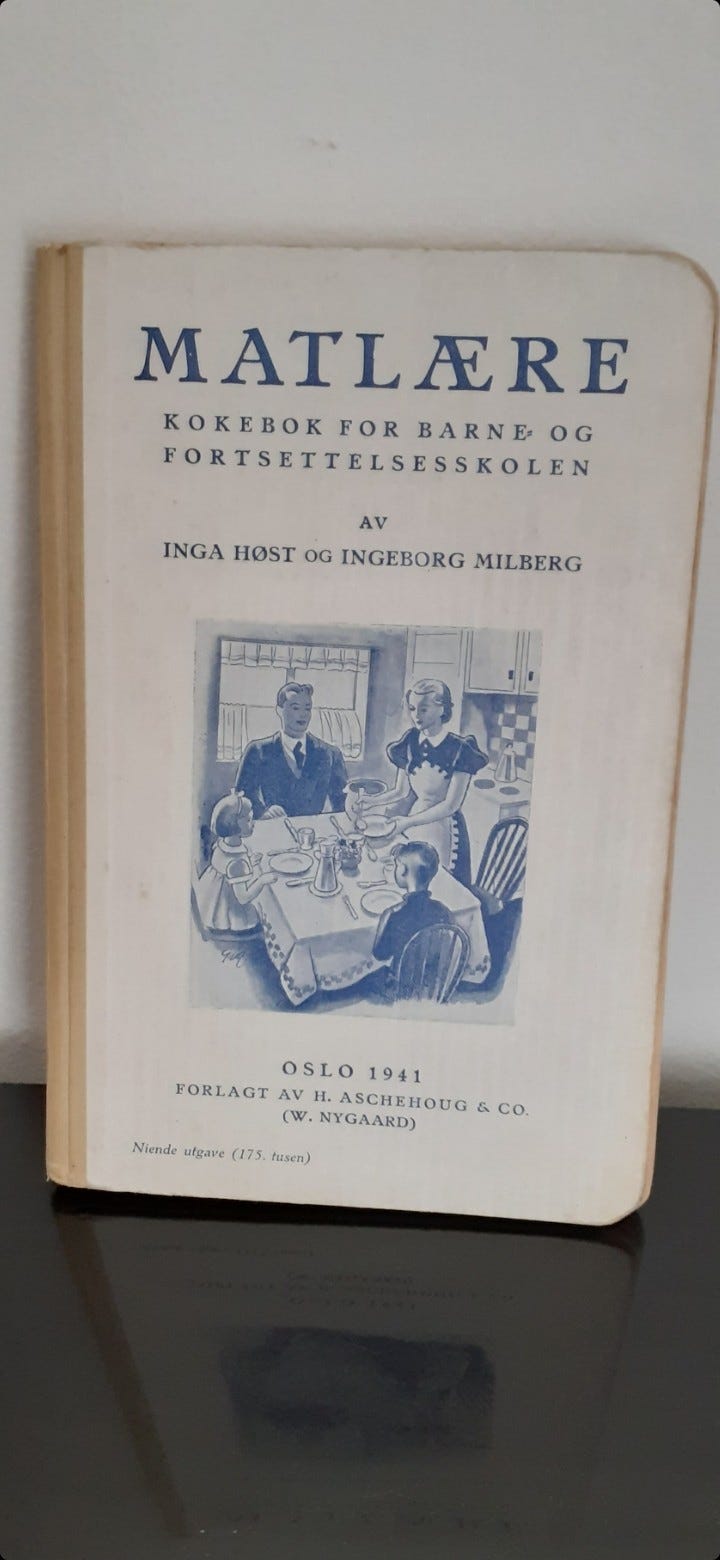 MATLÆRE
KOKEBOK FOR BARNE- OG
FORTSETTELSESSKOLEN
AV
INGA HØST OG INGEBORG MILBERG
OSLO 1941
FORLAGT AV H. ASCHEHOUG & CO.
(W. NYGAARD)
Niende utgave (175. tusen)